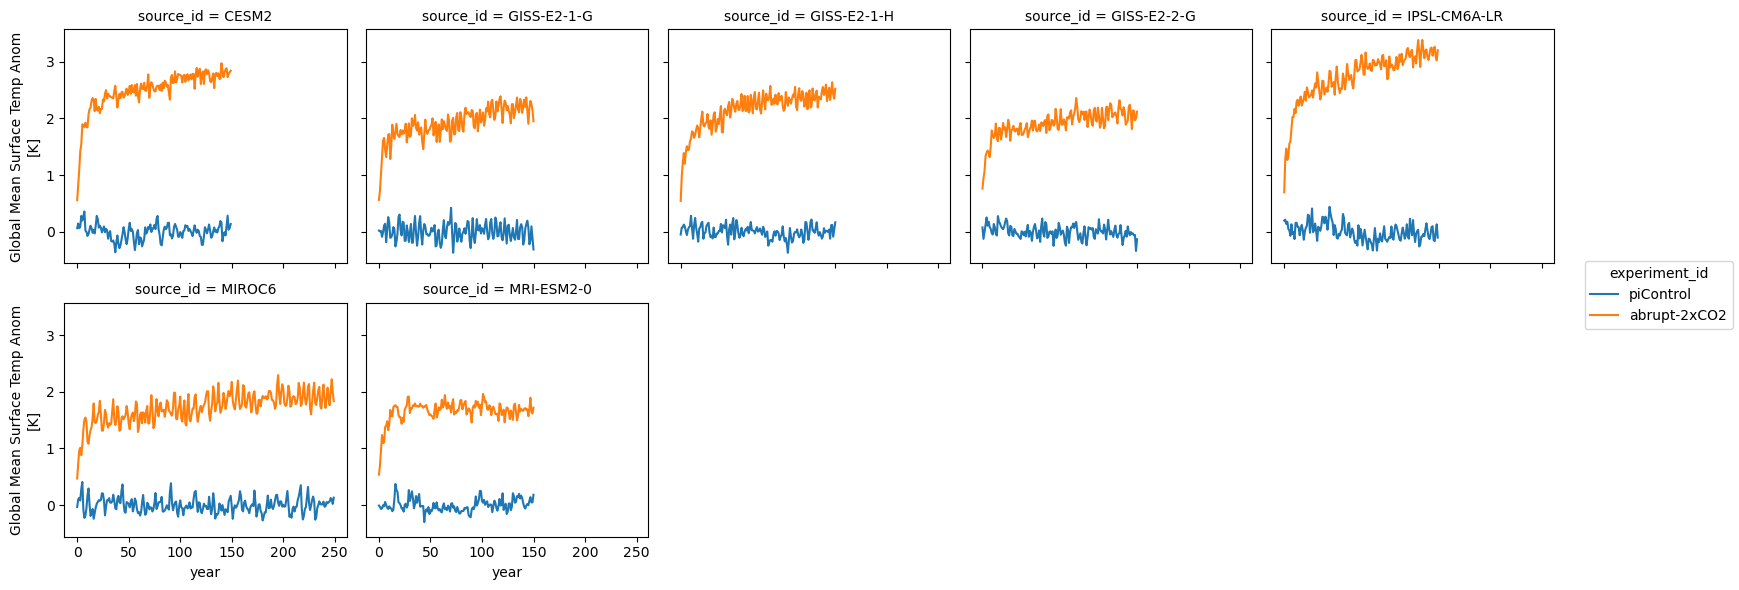 source_id = CESM2
source_id = GISS-E2-1-G
source_id = GISS-E2-1-H
source_id = GISS-E2-2-G
source_id = IPSL-CM6A-LR
Global Mean Surface Temp Anom
[K]
3
2
1
0
source_id = MIROC6
source_id = MRI-ESM2-0
Global Mean Surface Temp Anom
[K]
3
2
1
0
0 50 100 150 200 250
year
0 50 100 150 200 250
year
experiment_id
piControl
abrupt-2xCO2